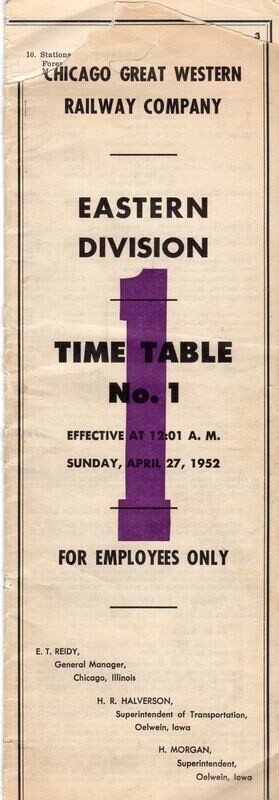 3
10. Stations
CHICAGO GREAT WESTERN
RAILWAY COMPANY
EASTERN
DIVISION
1
TIME TABLE
No. 1
EFFECTIVE AT 12:01 A. M.
SUNDAY, APRIL 27, 1952
FOR EMPLOYEES ONLY
E. T. REIDY,
General Manager,
Chicago, Illinois
H. R. HALVERSON,
Superintendent of Transportation,
Oelwein, Iowa
H. MORGAN,
Superintendent,
Oelwein, Iowa